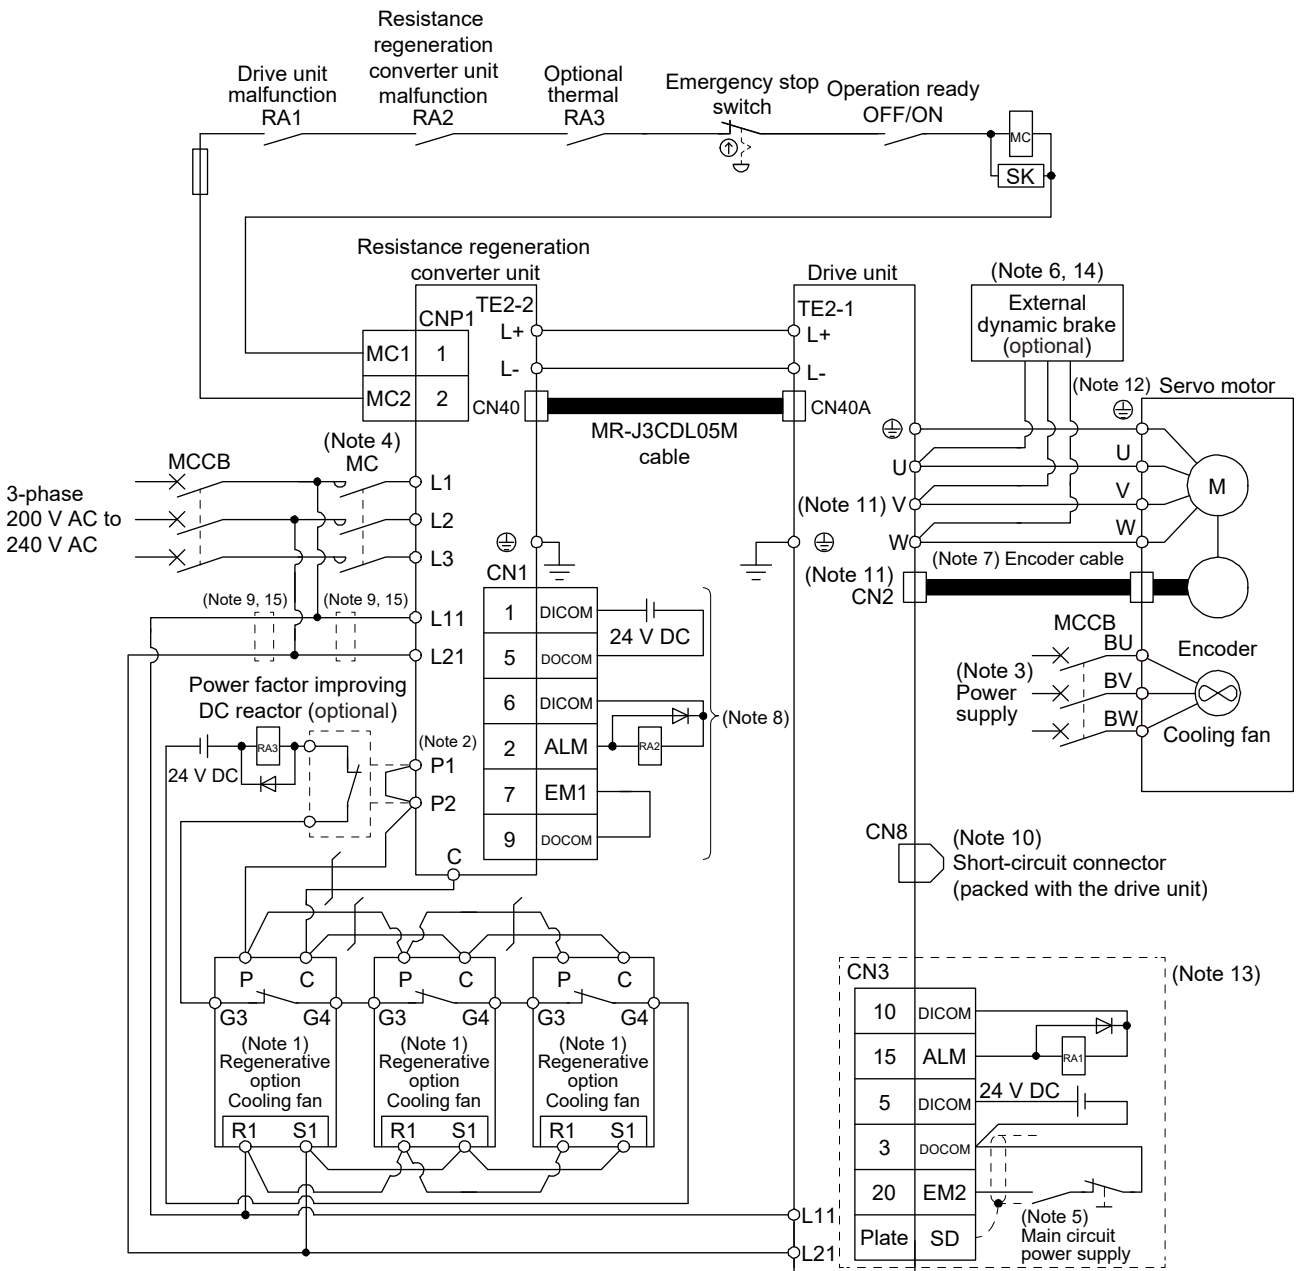 Resistance
regeneration
converter unit
malfunction
RA2
Drive unit
malfunction
RA1
Optional
thermal
RA3
Emergency stop
switch
Operation ready
OFF/ON
MC
SK
Resistance regeneration
converter unit
Drive unit
(Note 6, 14)
External
dynamic brake
(optional)
TE2-2
CNP1
L+
L-
TE2-1
L+
L-
MC1
1
MC2
2
CN40
CN40A
MR-J3CDL05M
cable
(Note 12)
Servo motor
(Note 4)
MC
MCCB
3-phase
200 V AC to
240 V AC
L1
L2
L3
U
(Note 11) V
W
U
V
W
M
(Note 7) Encoder cable
(Note 11)
CN2
(Note 9, 15)
(Note 9, 15)
L11
L21
CN1
1 DICOM
5 DOCOM
6 DICOM
2 ALM
7 EM1
9 DOCOM
24 V DC
RA2
(Note 8)
MCCB
BU
BV
BW
(Note 3)
Power
supply
Encoder
Cooling fan
Power factor improving
DC reactor (optional)
RA3
24 V DC
(Note 2)
P1
P2
C
CN8
(Note 10)
Short-circuit connector
(packed with the drive unit)
P C
P C
P C
G3 G4
G3 G4
G3 G4
(Note 1)
Regenerative
option
Cooling fan
(Note 1)
Regenerative
option
Cooling fan
(Note 1)
Regenerative
option
Cooling fan
R1 S1
R1 S1
R1 S1
CN3
(Note 13)
10 DICOM
15 ALM
5 DICOM
3 DOCOM
20 EM2
Plate SD
RA1
24 V DC
(Note 5)
Main circuit
power supply
L11
L21